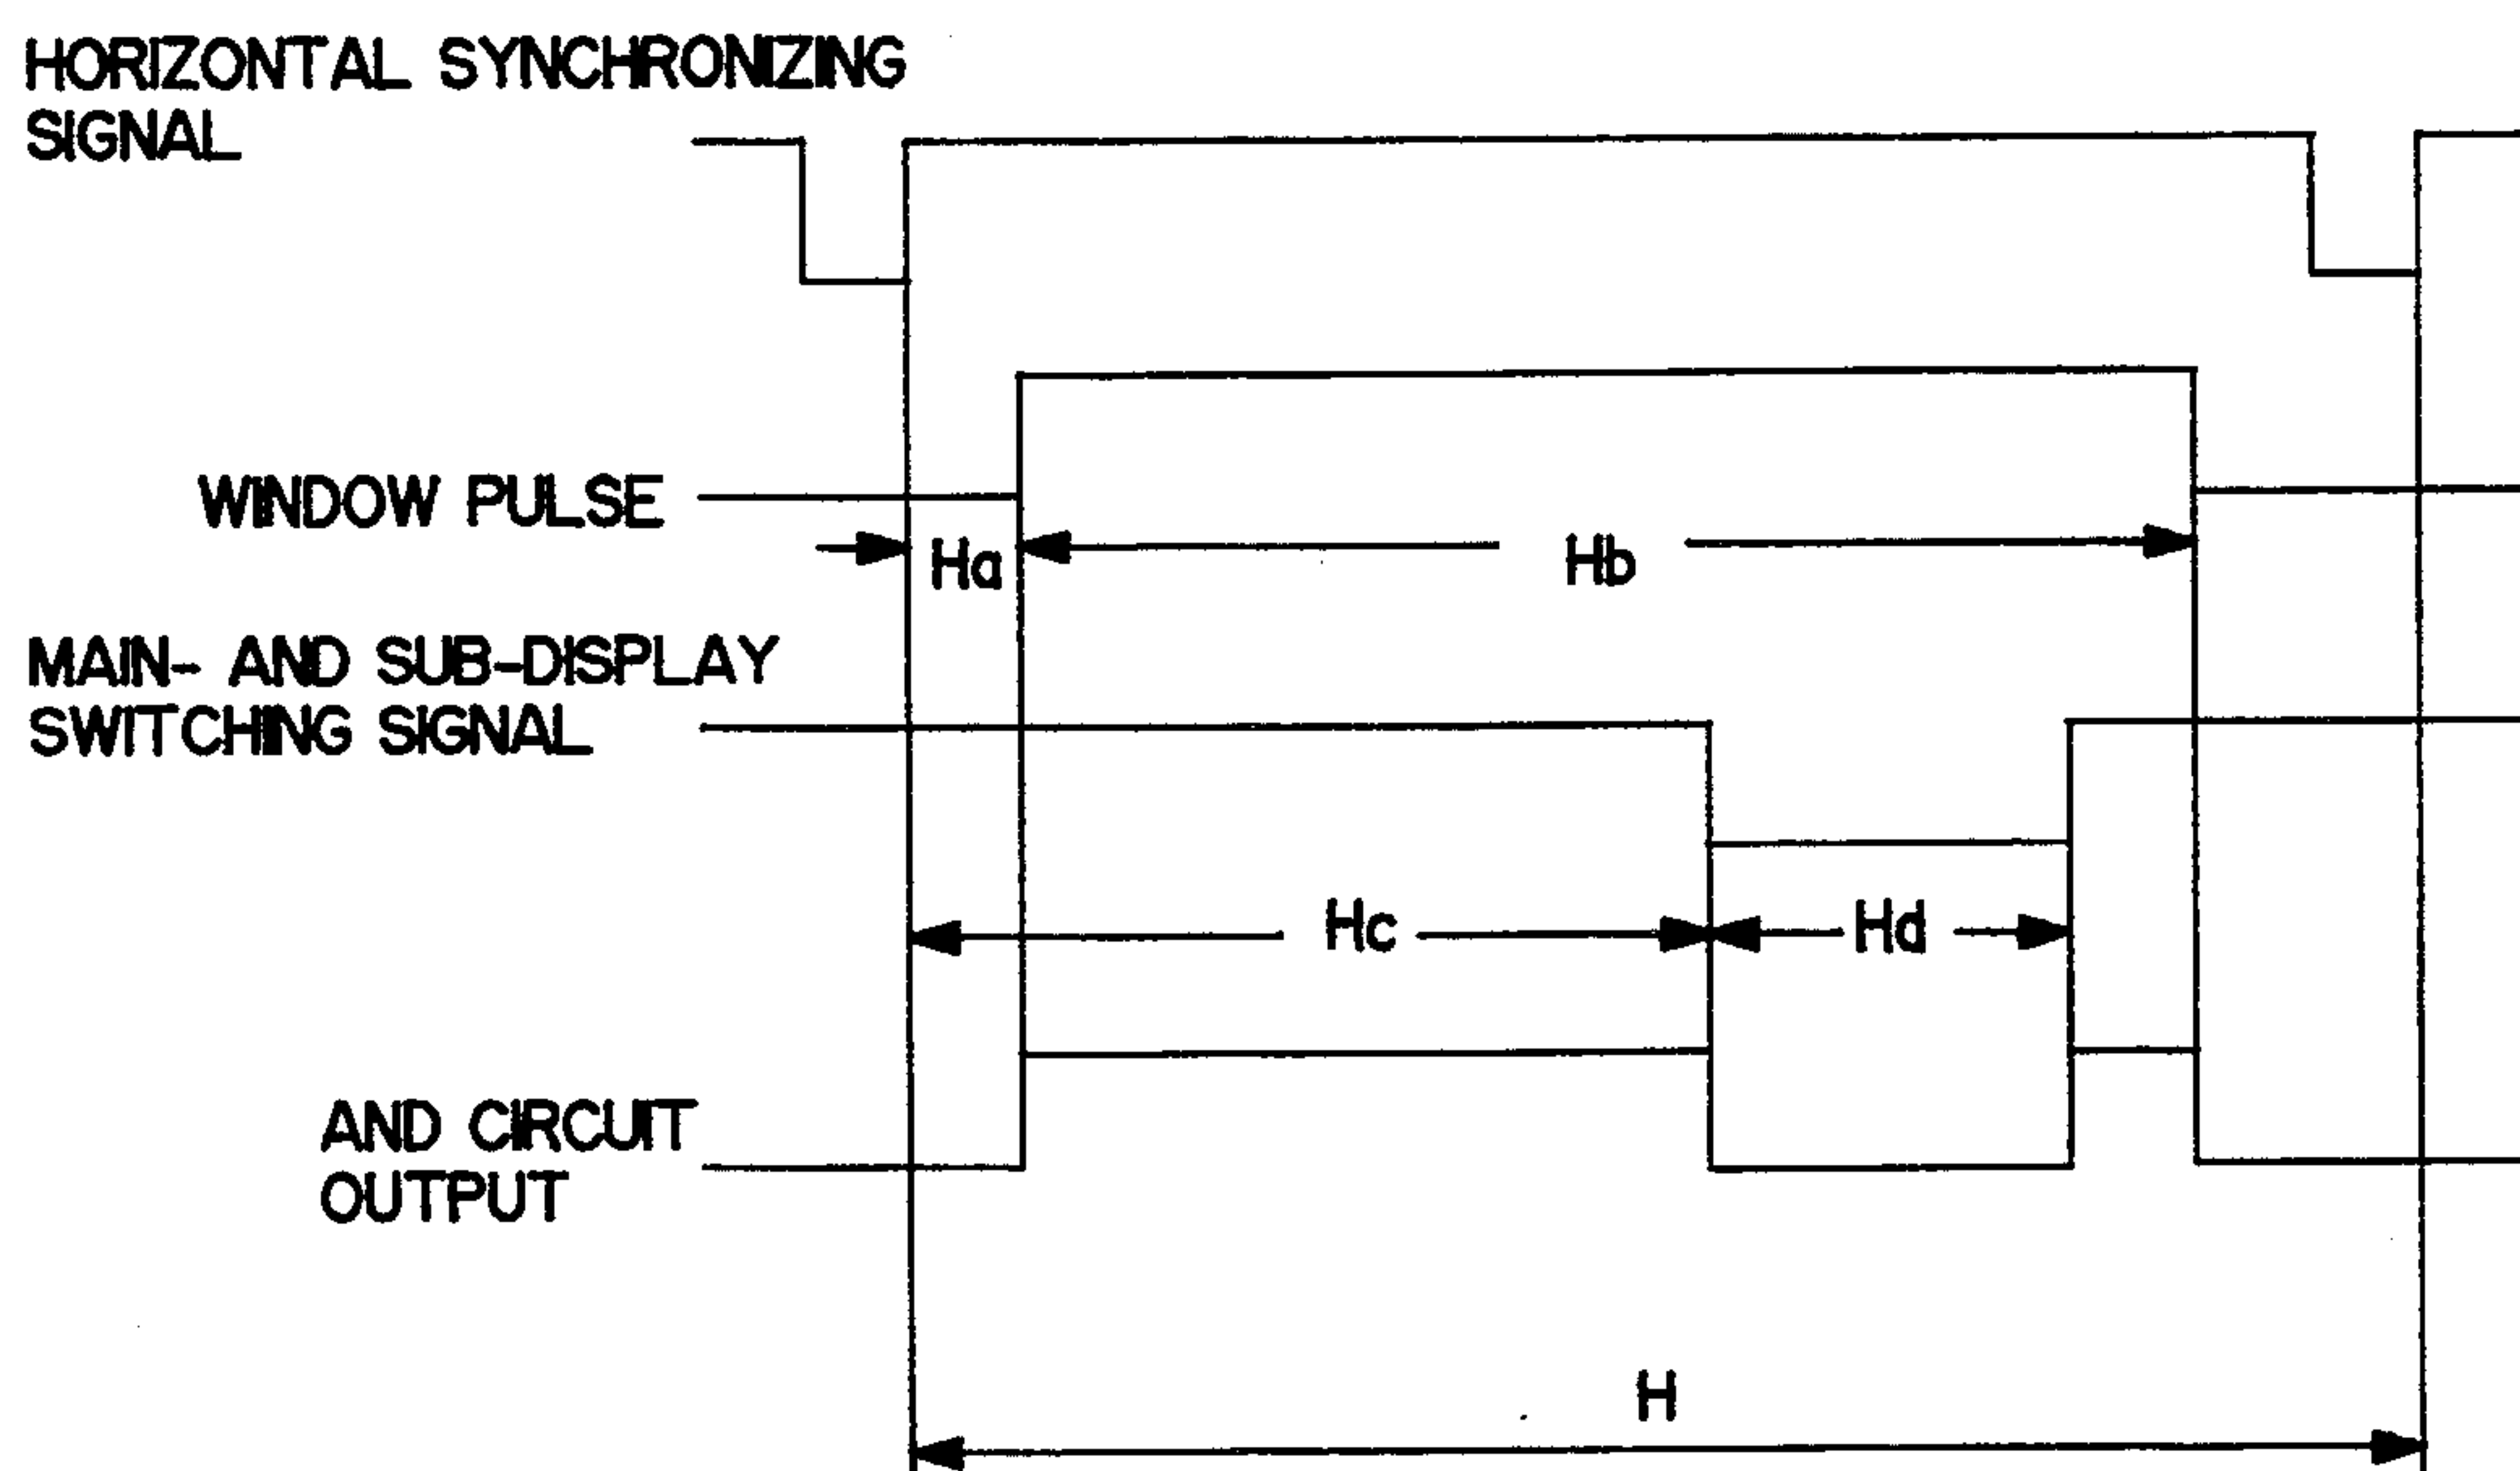 HORIZONTAL SYNCHRONIZING
SIGNAL
WINDOW PULSE
Ha
Hb
MAIN- AND SUB-DISPLAY
SWITCHING SIGNAL
Hc
Hd
AND CIRCUIT
OUTPUT
H